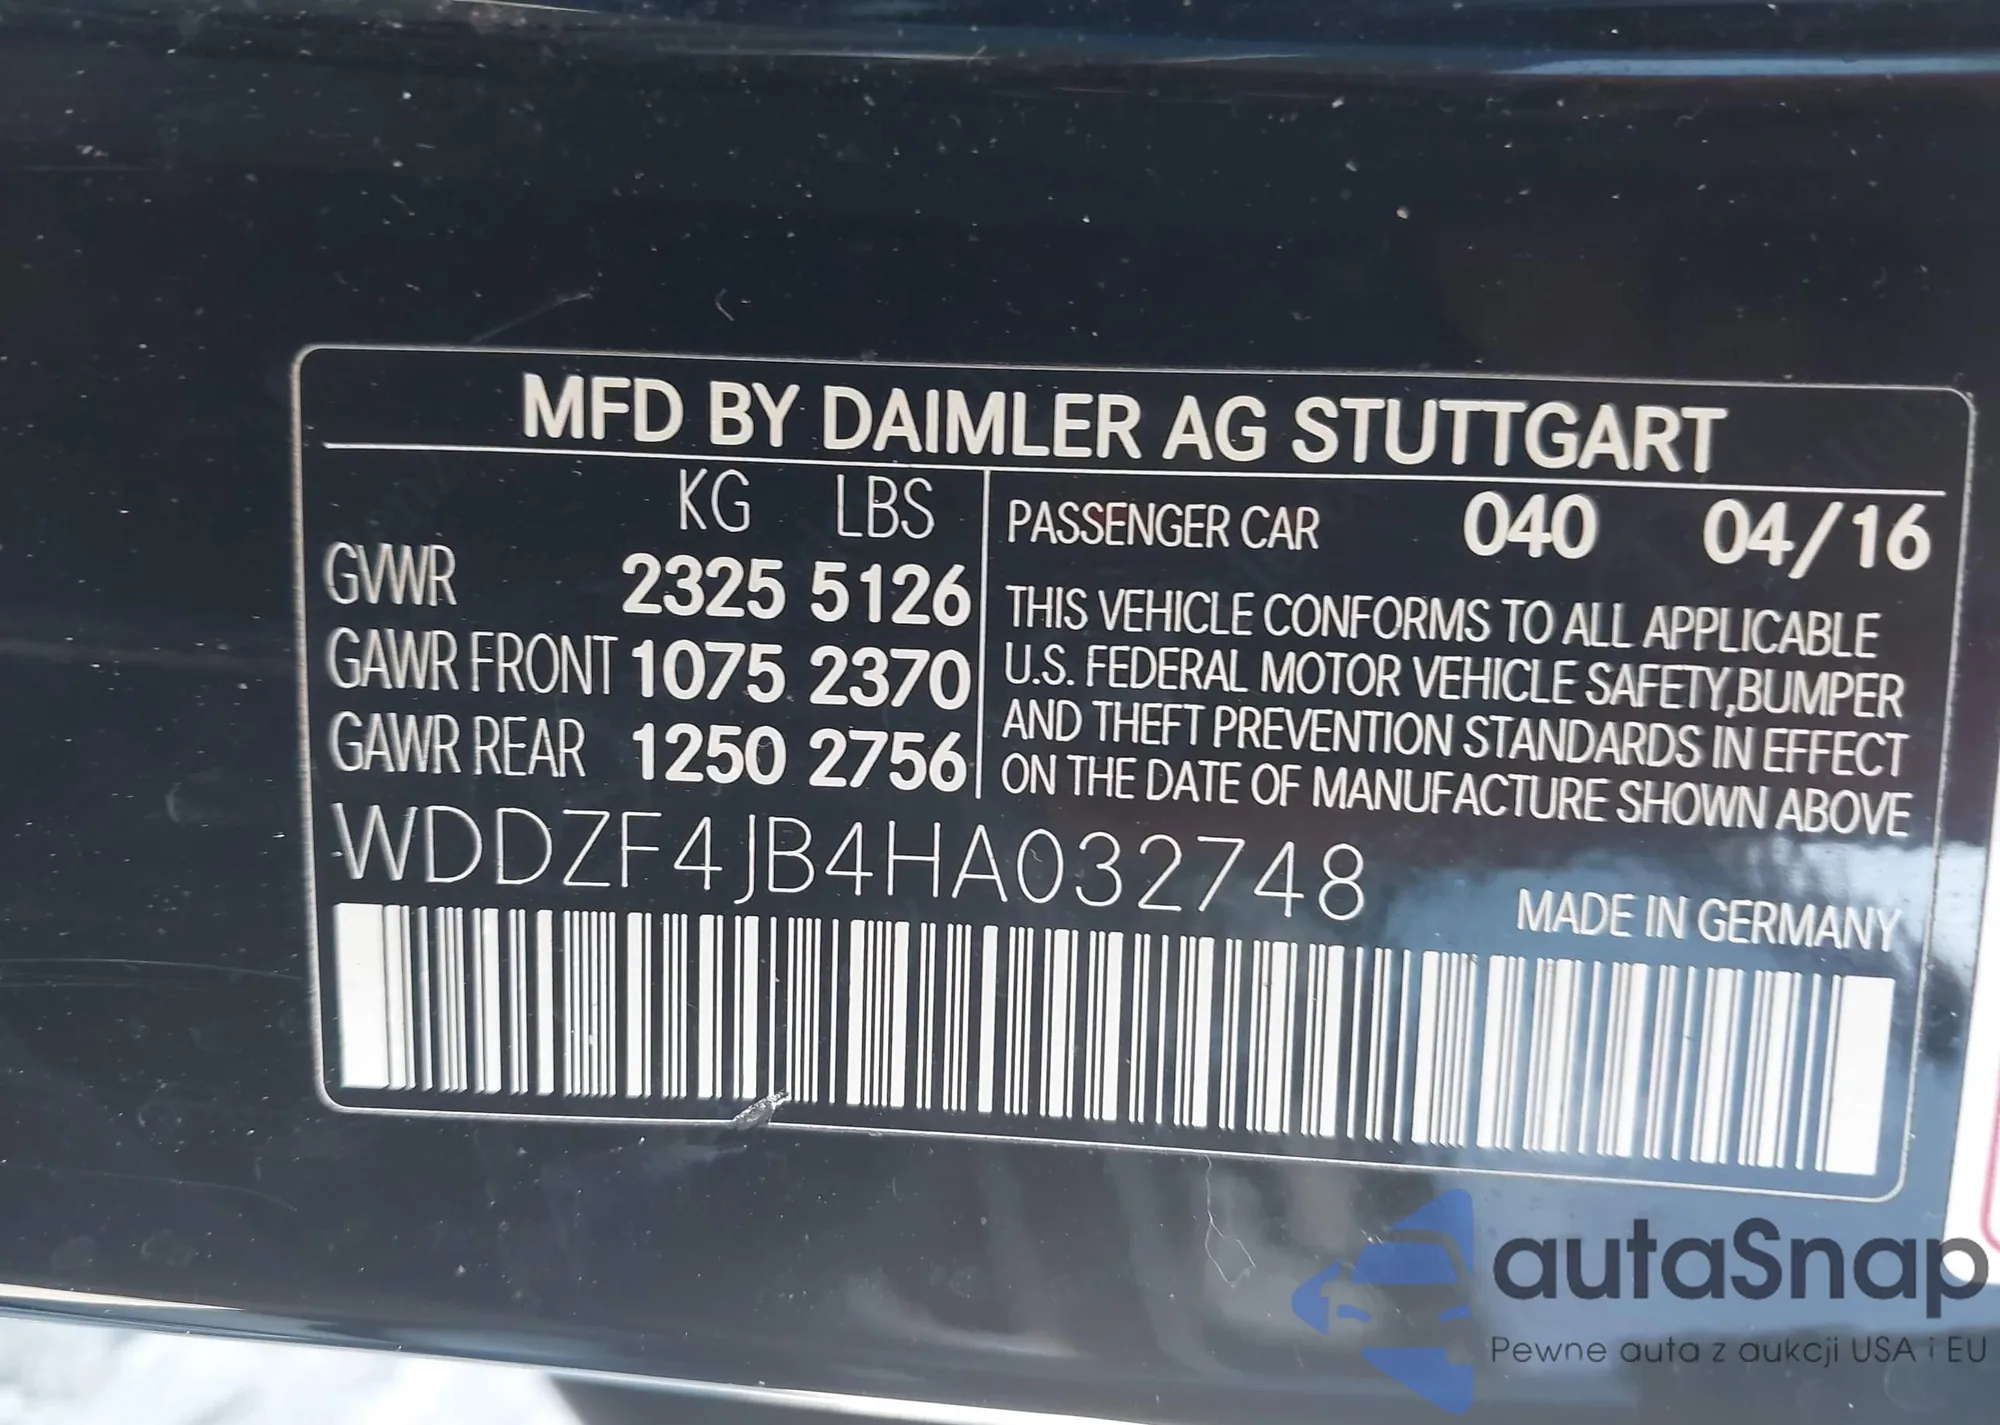 MFD BY DAIMLER AG STUTTGART
KG LBS
GVWR 2325 5126
GAWR FRONT 1075 2370
GAWR REAR 1250 2756
PASSENGER CAR 040 04/16
THIS VEHICLE CONFORMS TO ALL APPLICABLE
U.S. FEDERAL MOTOR VEHICLE SAFETY,BUMPER
AND THEFT PREVENTION STANDARDS IN EFFECT
ON THE DATE OF MANUFACTURE SHOWN ABOVE
WDDZF4JB4HA032748
MADE IN GERMANY
autaSnap
Pewne auta z aukcji USA i EU